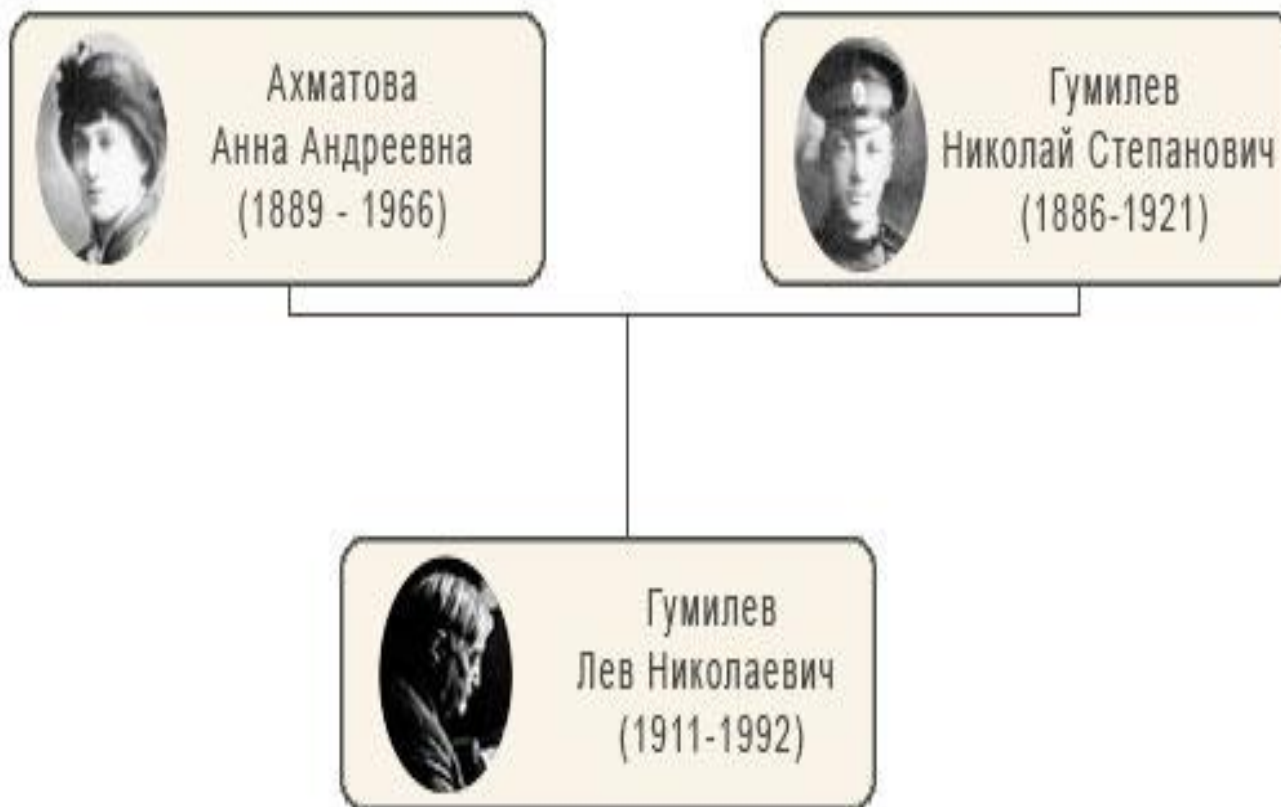 Ахматова
Анна Андреевна
(1889 - 1966)
Гумилев
Николай Степанович
(1886-1921)
Гумилев
Лев Николаевич
(1911-1992)